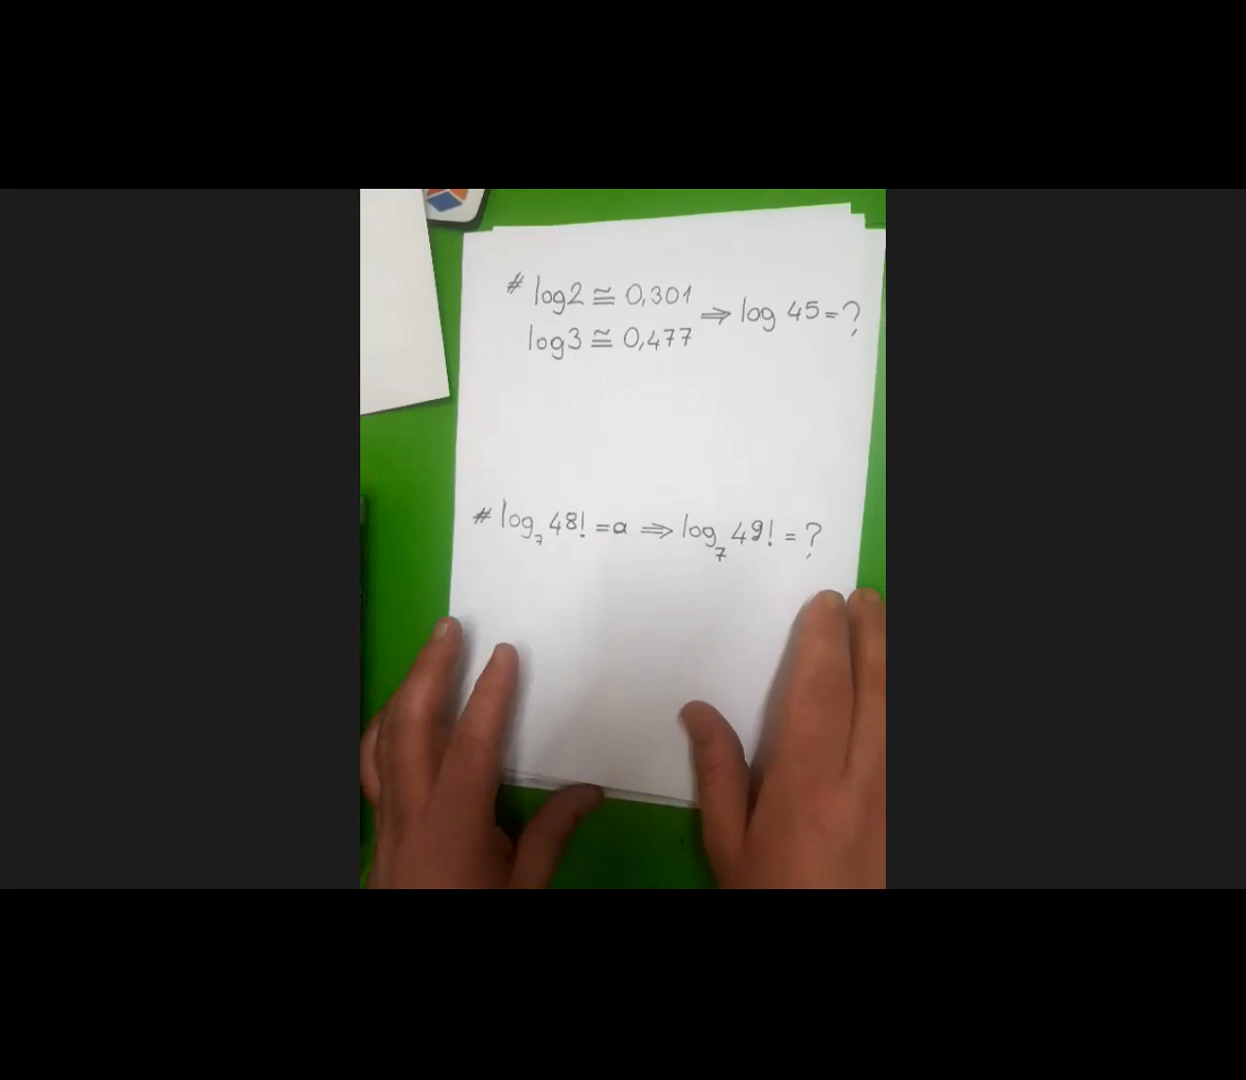 # log2 ≅ 0,301
log3 ≅ 0,477
⇒ log 45 = ?
# log₇ 48! = a ⇒ log₇ 49! = ?